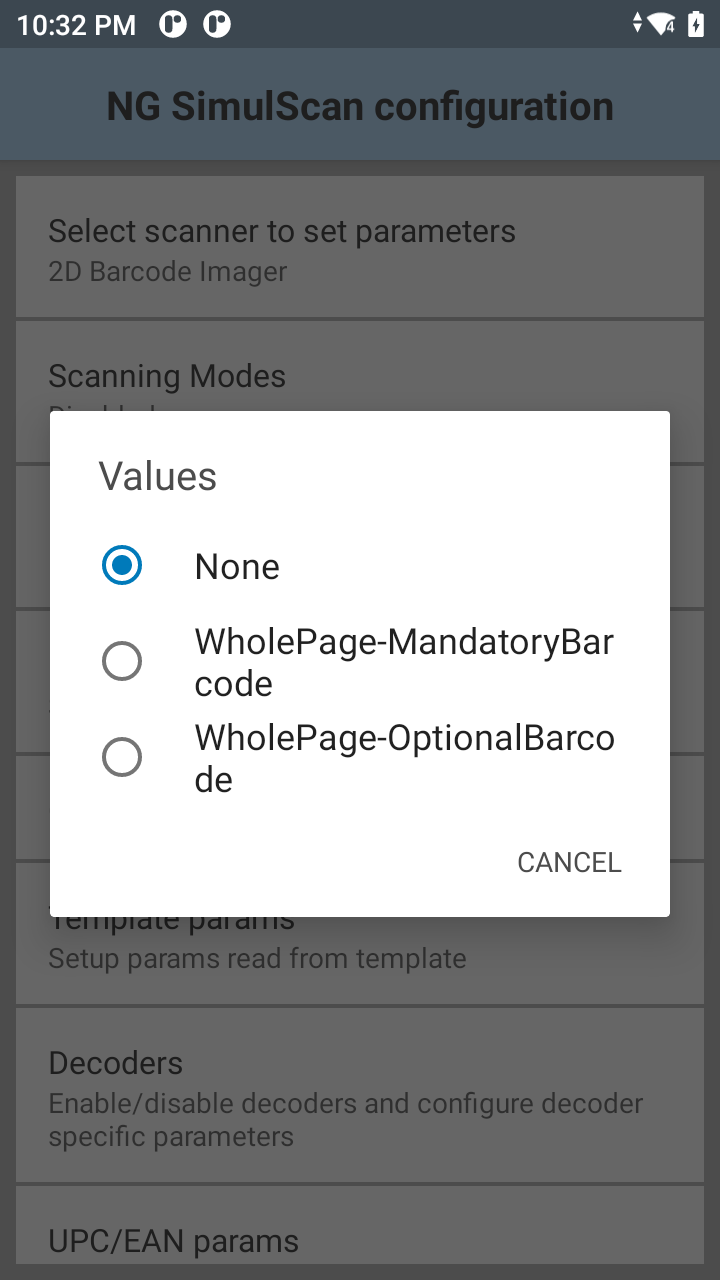 10:32 PM
NG SimulScan configuration
Select scanner to set parameters
2D Barcode Imager
Scanning Modes
Values
None
WholePage-MandatoryBar
code
WholePage-OptionalBarco
de
CANCEL
Template params
Setup params read from template
Decoders
Enable/disable decoders and configure decoder
specific parameters
UPC/EAN params